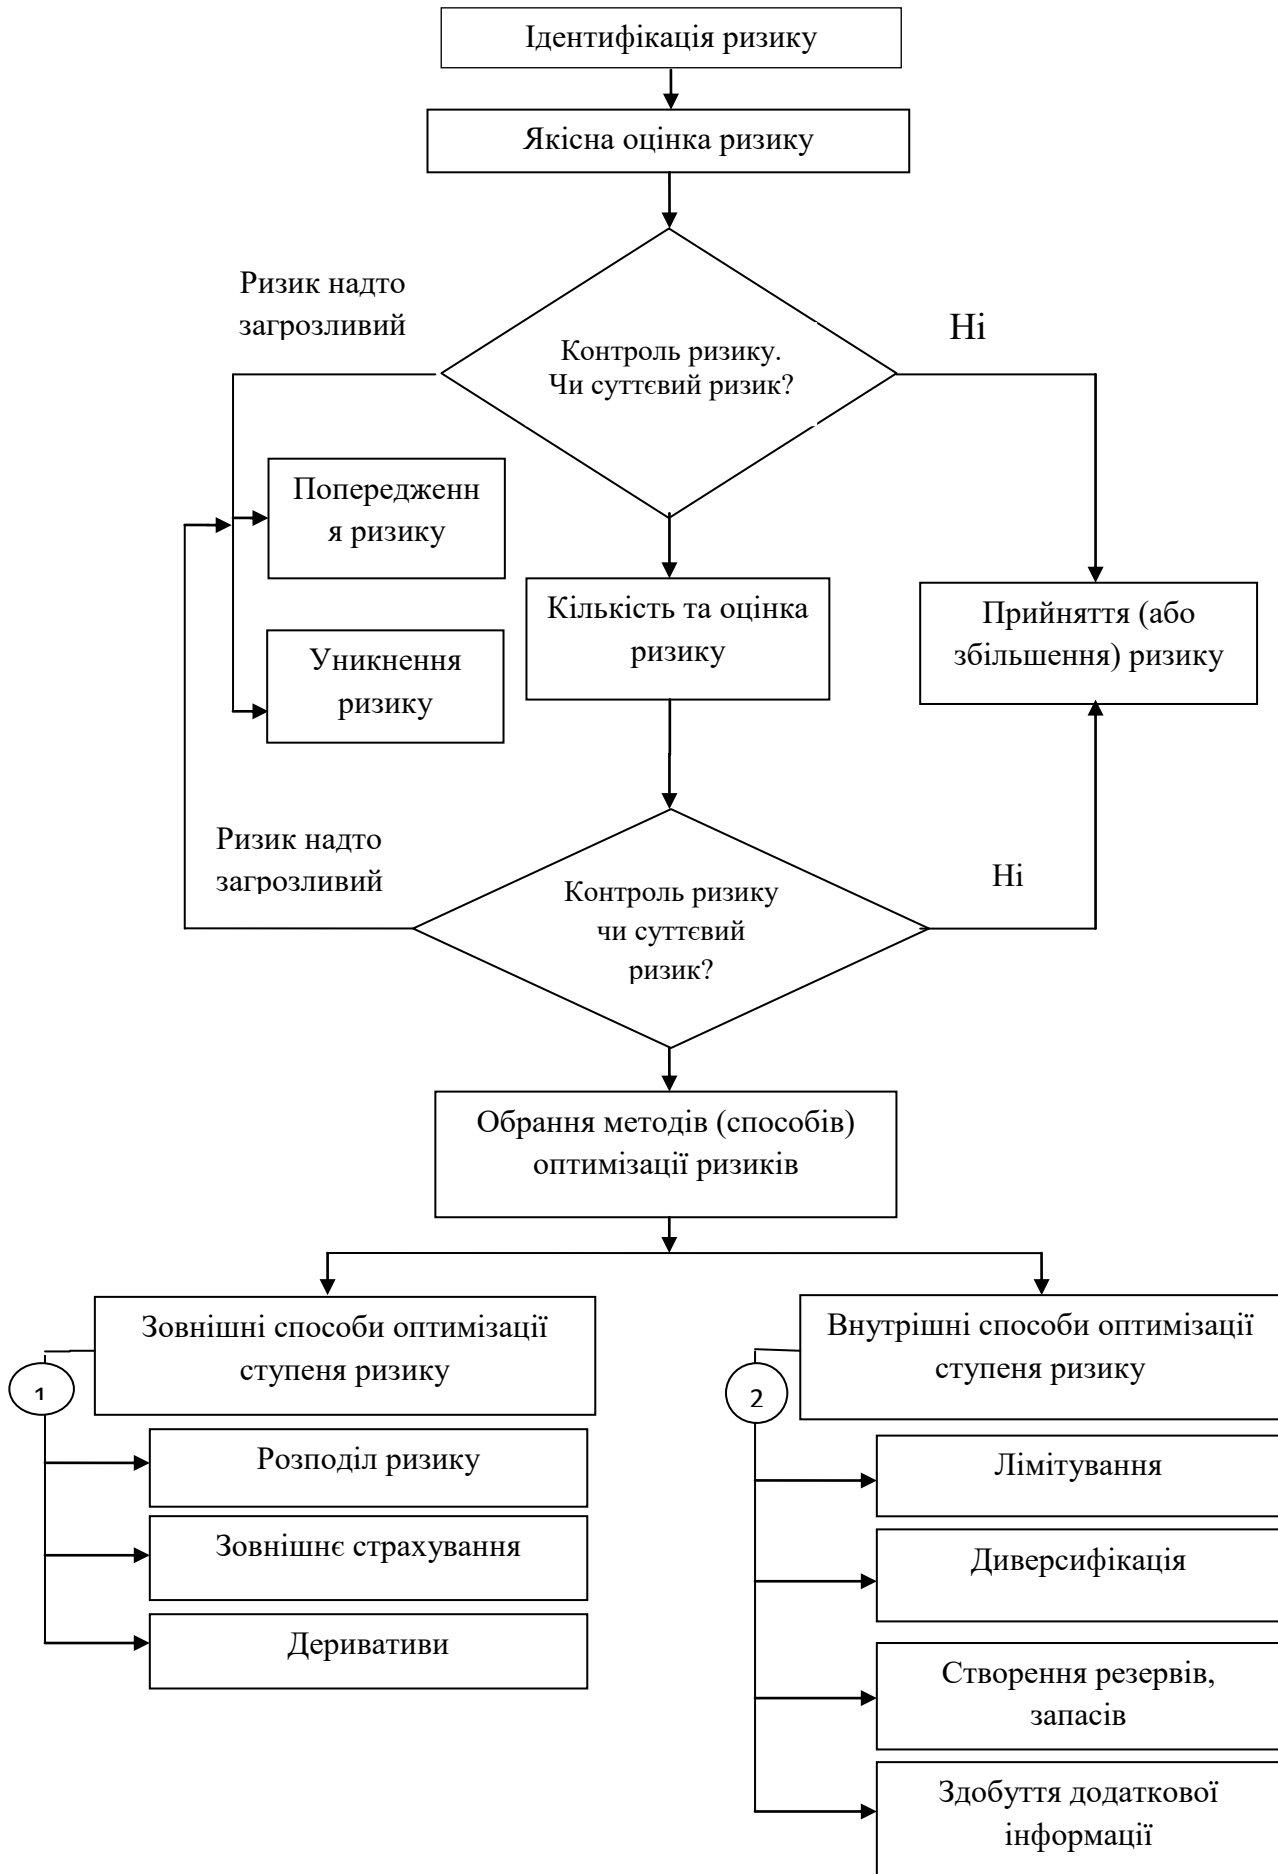 Ідентифікація ризику
Якісна оцінка ризику
Ризик надто
загрозливий
Ні
Контроль ризику.
Чи суттєвий ризик?
Попередженн
я ризику
Кількість та оцінка
ризику
Прийняття (або
збільшення) ризику
Уникнення
ризику
Ризик надто
загрозливий
Ні
Контроль ризику
чи суттєвий
ризик?
Обрання методів (способів)
оптимізації ризиків
Зовнішні способи оптимізації
ступеня ризику
1
Розподіл ризику
Зовнішнє страхування
Деривативи
Внутрішні способи оптимізації
ступеня ризику
2
Лімітування
Диверсифікація
Створення резервів,
запасів
Здобуття додаткової
інформації